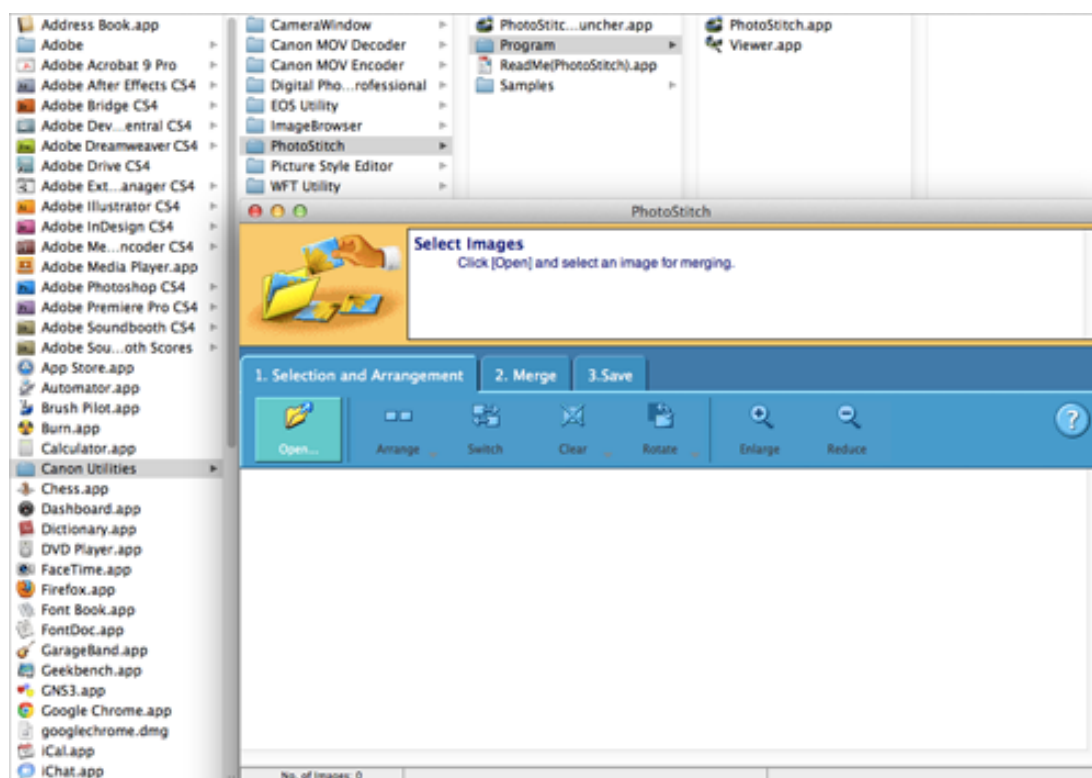 Address Book.app
Adobe
Adobe Acrobat 9 Pro
Adobe After Effects CS4
Adobe Bridge CS4
Adobe Dev...entral CS4
Adobe Dreamweaver CS4
Adobe Drive CS4
Adobe Ext...anager CS4
Adobe Illustrator CS4
Adobe InDesign CS4
Adobe Me...ncoder CS4
Adobe Media Player.app
Adobe Photoshop CS4
Adobe Premiere Pro CS4
Adobe Soundbooth CS4
Adobe Sou...oth Scores
App Store.app
Automator.app
Brush Pilot.app
Burn.app
Calculator.app
Canon Utilities
Chess.app
Dashboard.app
Dictionary.app
DVD Player.app
FaceTime.app
Firefox.app
Font Book.app
FontDoc.app
GarageBand.app
Geekbench.app
GNS3.app
Google Chrome.app
googlechrome.dmg
iCal.app
iChat.app
CameraWindow
Canon MOV Decoder
Canon MOV Encoder
Digital Pho...rofessional
EOS Utility
ImageBrowser
PhotoStitch
Picture Style Editor
WFT Utility
PhotoStitc...uncher.app
Program
ReadMe(PhotoStitch).app
Samples
PhotoStitch.app
Viewer.app
PhotoStitch
Select Images
Click [Open] and select an image for merging.
1. Selection and Arrangement
2. Merge
3.Save
Open...
Arrange
Switch
Clear
Rotate
Enlarge
Reduce
?
No. of Images: 0